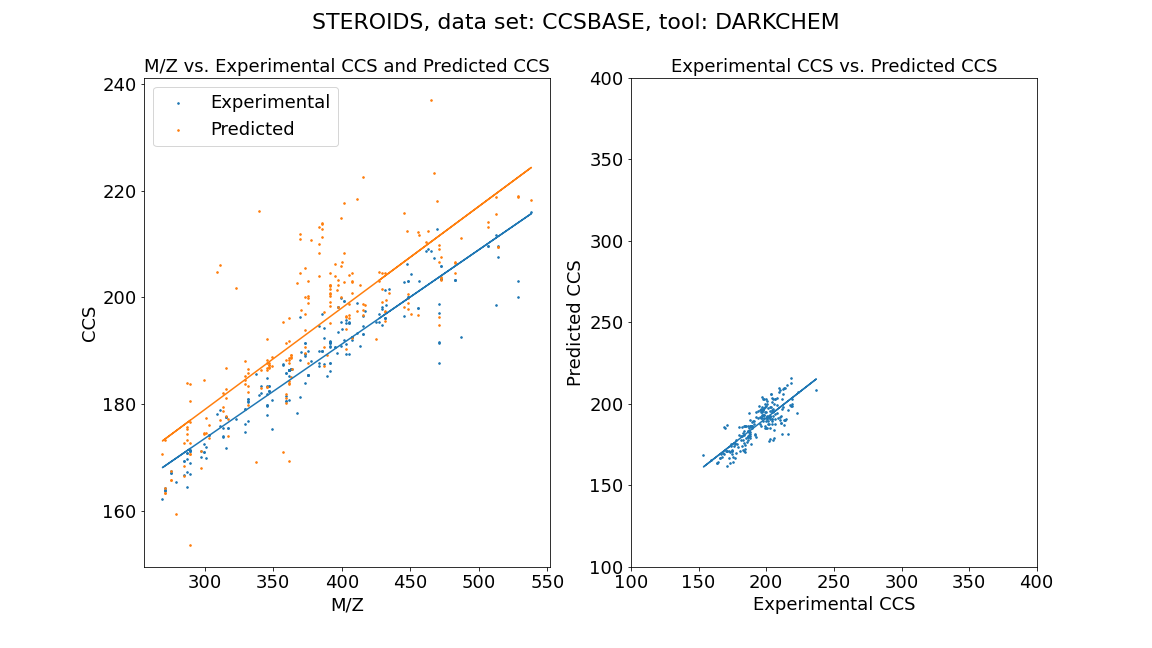 STEROIDS, data set: CCSBASE, tool: DARKCHEM
M/Z vs. Experimental CCS and Predicted CCS
Experimental
Predicted
240
220
200
180
160
CCS
300
350
400
450
500
550
M/Z
Experimental CCS vs. Predicted CCS
400
350
300
250
200
150
100
Predicted CCS
100
150
200
250
300
350
400
Experimental CCS